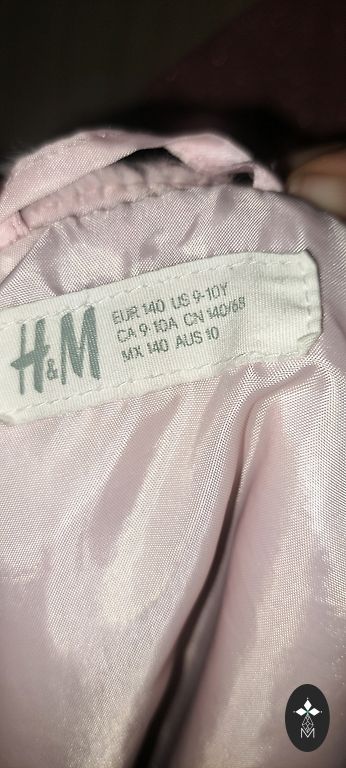 H&M
EUR 140 US 9-10Y
CA 9-10A CN 140/68
MX 140 AUS 10
M